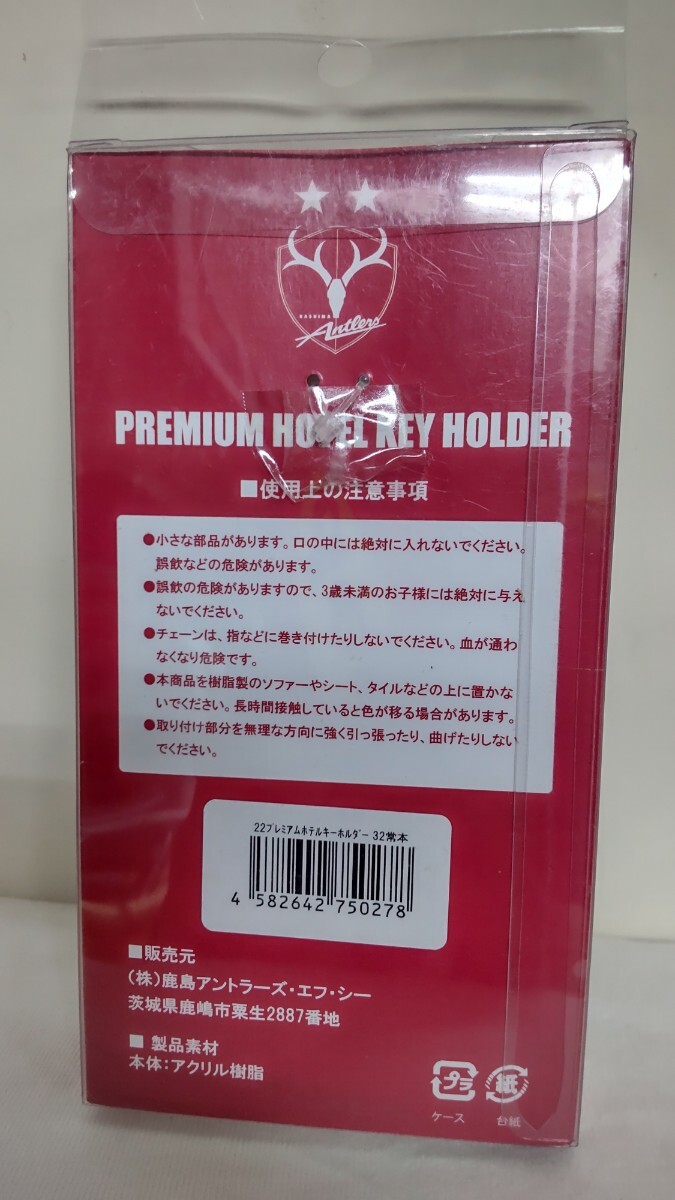 KASHIMA
Antlers
PREMIUM HOTEL KEY HOLDER
■使用上の注意事項
●小さな部品があります。口の中には絶対に入れないでください。
誤飲などの危険があります。
●誤飲の危険がありますので、3歳未満のお子様には絶対に与え
ないでください。
●チェーンは、指などに巻き付けたりしないでください。血が通わ
なくなり危険です。
●本商品を樹脂製のソファーやシート、タイルなどの上に置かな
いでください。長時間接触していると色が移る場合があります。
●取り付け部分を無理な方向に強く引っ張ったり、曲げたりしない
でください。
22プレミアムホテルキーホルダー 32常本
4 582642 750278
■販売元
(株)鹿島アントラーズ・エフ・シー
茨城県鹿嶋市粟生2887番地
■ 製品素材
本体:アクリル樹脂
プラ 紙
ケース 台紙